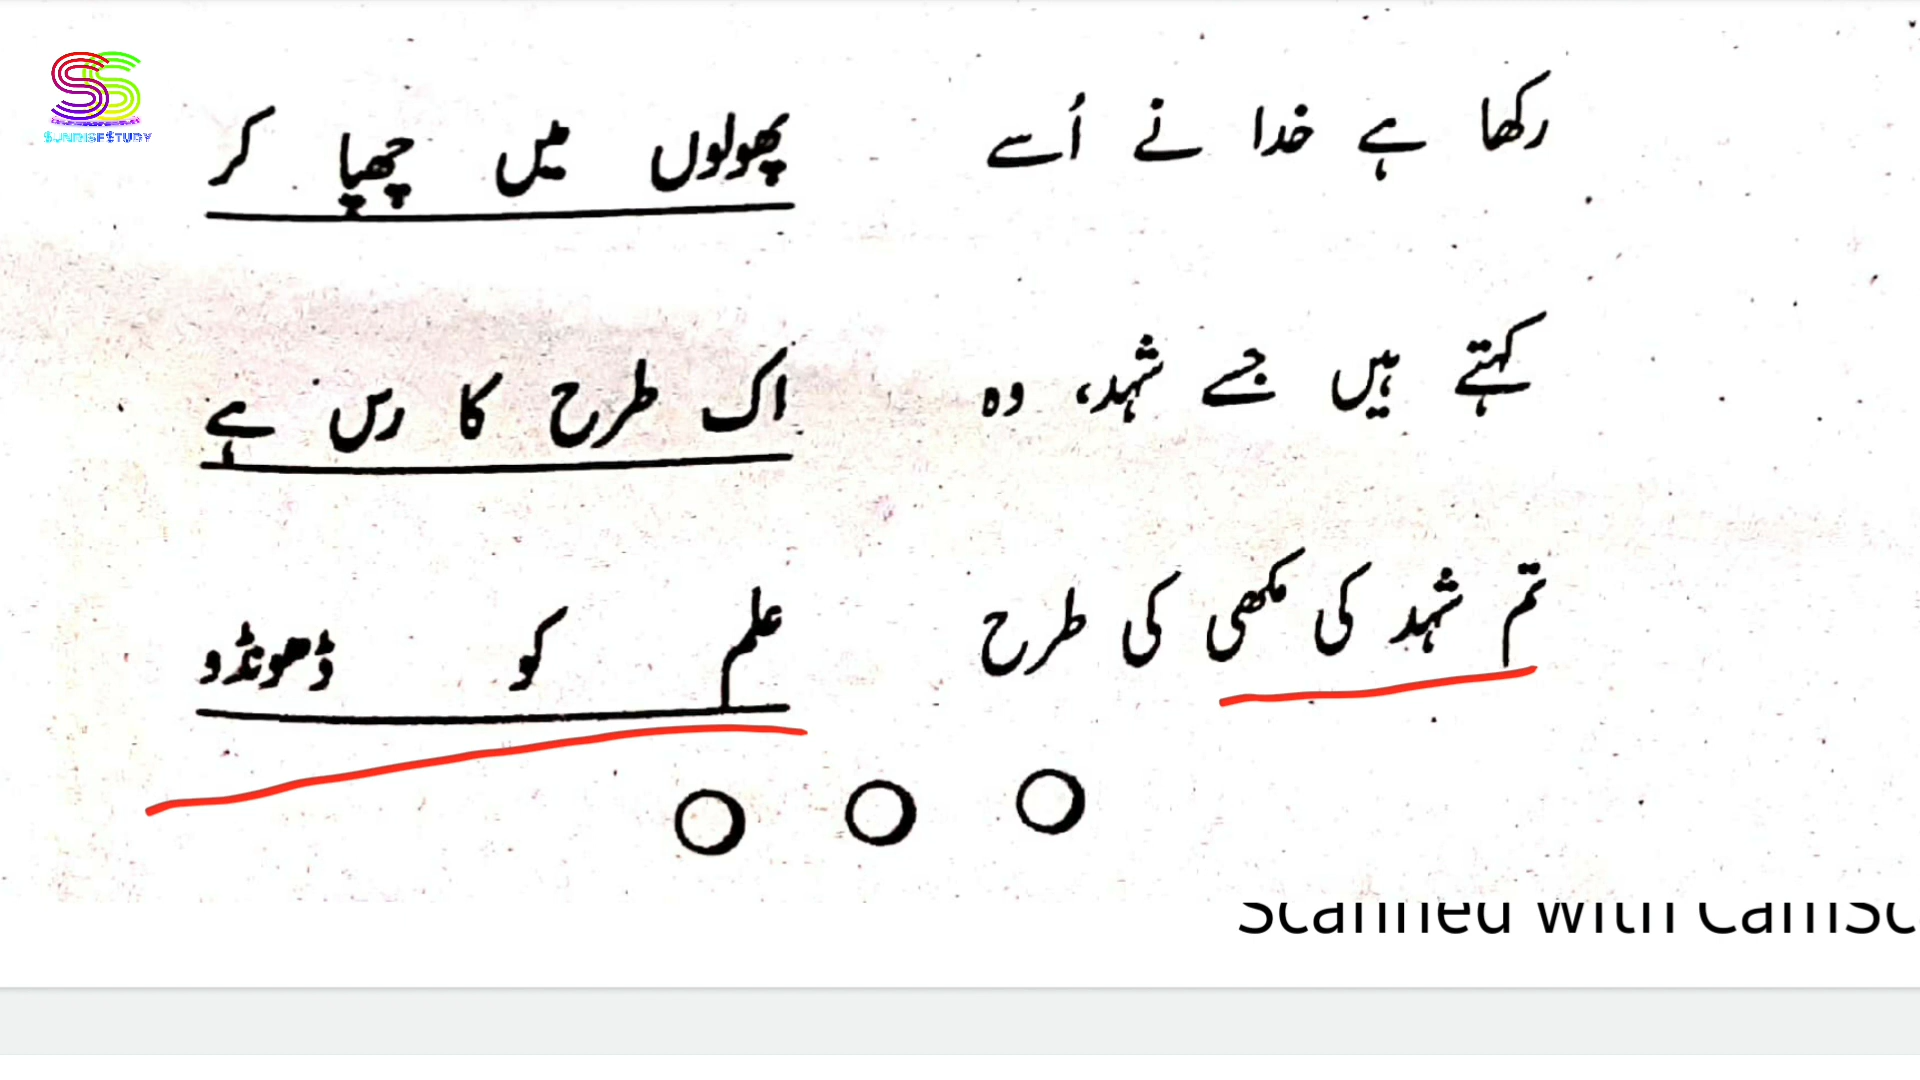 SUNRISESTUDY
رکھا ہے خدا نے اُسے پھولوں میں چھپا کر
کہتے ہیں جسے شہد، وہ اک طرح کا رس ہے
تم شہد کی مکھی کی طرح علم کو ڈھونڈو
Scanned with CamSc